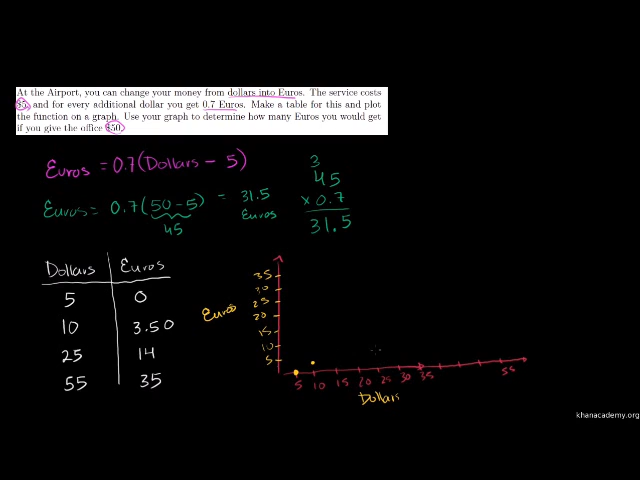 At the Airport, you can change your money from dollars into Euros. The service costs
$5, and for every additional dollar you get 0.7 Euros. Make a table for this and plot
the function on a graph. Use your graph to determine how many Euros you would get
if you give the office $50.
Euros = 0.7(Dollars - 5)
Euros = 0.7(50-5) = 31.5 Euros
45
3
45
× 0.7
31.5
Dollars Euros
5 0
10 3.50
25 14
55 35
Euros
35
30
25
20
15
10
5
5 10 15 20 25 30 35 55
Dollars
khanacademy.org